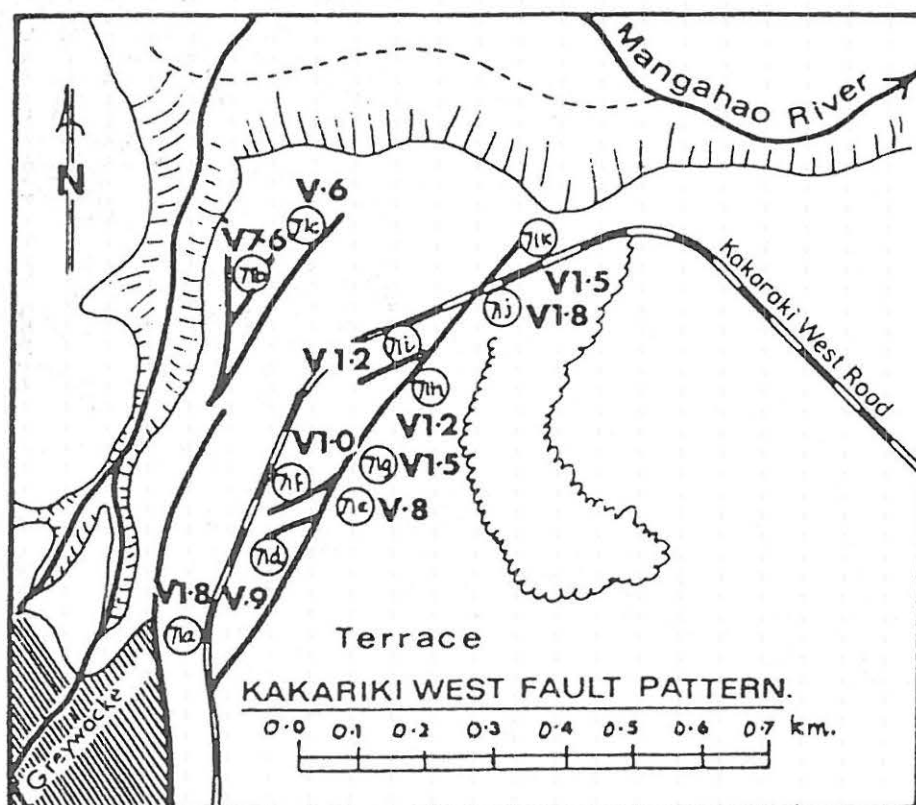 Mangahao River
N
V·6
71c
V7·6
71b
71k
V1·5
71j
V1·8
Kakaraki West Road
71i
V1·2
71h
V1·2
V1·0
71g
V1·5
71f
71e
V·8
71d
V1·8
V·9
71a
Terrace
Greywacke
KAKARIKI WEST FAULT PATTERN.
0.0 0.1 0.2 0.3 0.4 0.5 0.6 0.7 km.